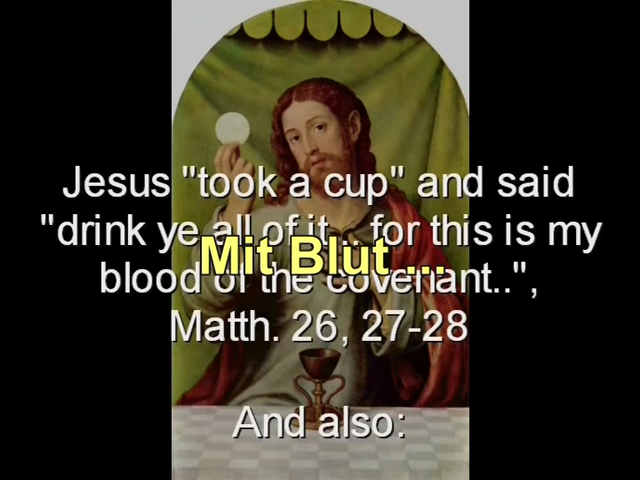 Jesus "took a cup" and said
"drink ye all of it... for this is my
Mit Blut ...
blood of the covenant..",
Matth. 26, 27-28
And also: